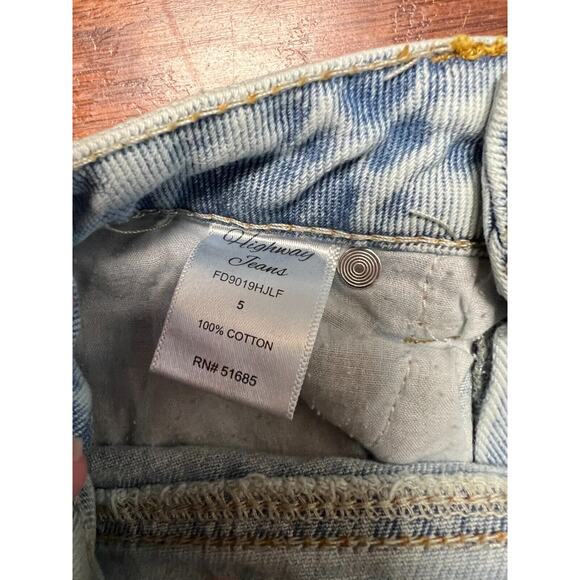 Highway
Jeans
FD9019HJLF
5
100% COTTON
RN# 51685